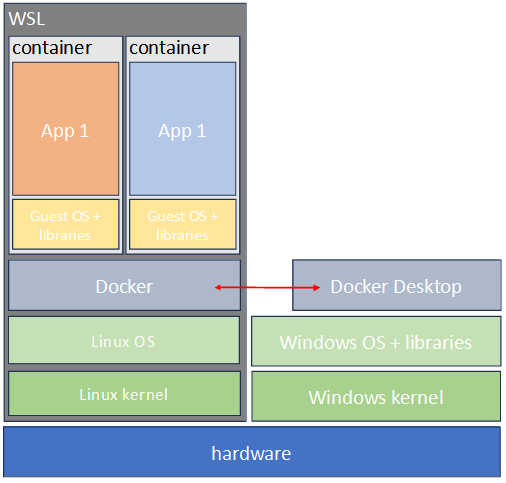 WSL
container
container
App 1
App 1
Guest OS +
libraries
Guest OS +
libraries
Docker
Docker Desktop
Linux OS
Windows OS + libraries
Linux kernel
Windows kernel
hardware